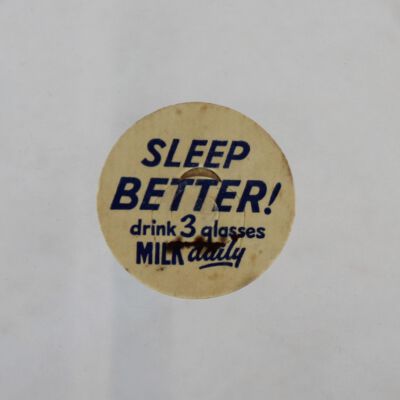 SLEEP
BETTER!
drink 3 glasses
MILK daily